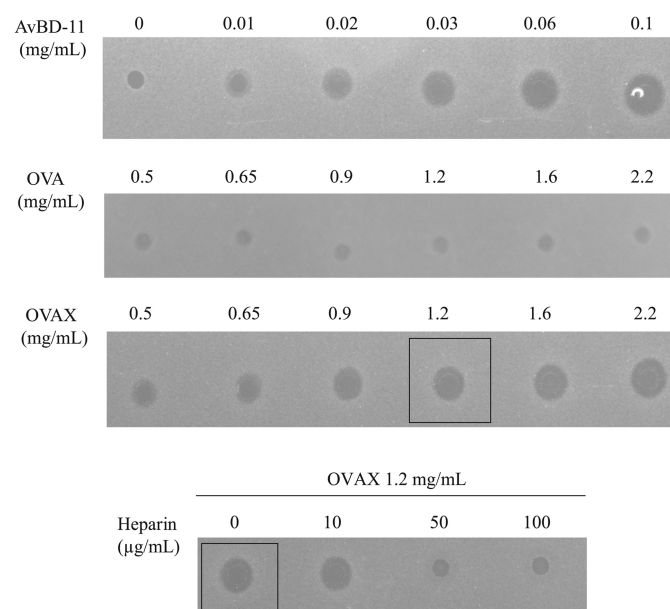 AvBD-11 0 0.01 0.02 0.03 0.06 0.1
(mg/mL)
OVA 0.5 0.65 0.9 1.2 1.6 2.2
(mg/mL)
OVAX 0.5 0.65 0.9 1.2 1.6 2.2
(mg/mL)
OVAX 1.2 mg/mL
Heparin 0 10 50 100
(µg/mL)